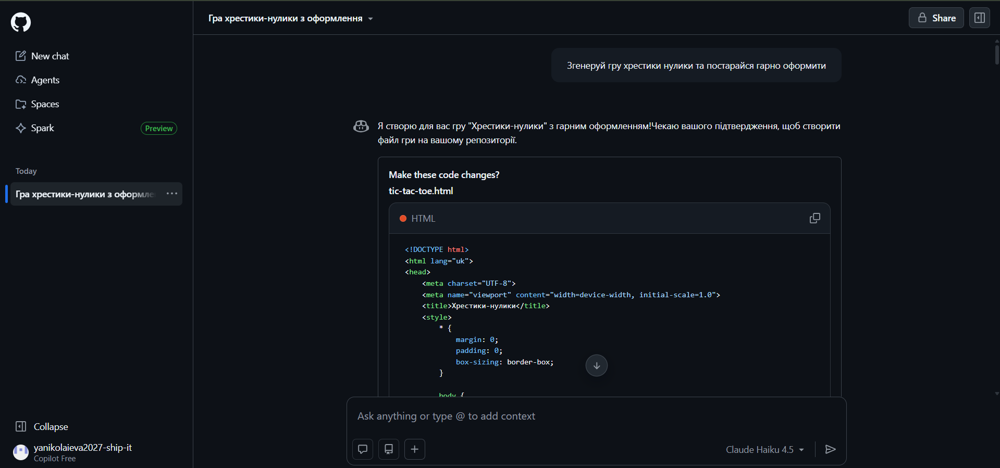 Гра хрестики-нулики з оформлення
Share
New chat
Agents
Spaces
Spark
Preview
Today
Гра хрестики-нулики з оформле
Collapse
yanikolaieva2027-ship-it
Copilot Free
Згенеруй гру хрестики нулики та постарайся гарно оформити
Я створю для вас гру "Хрестики-нулики" з гарним оформленням!Чекаю вашого підтвердження, щоб створити
файл гри на вашому репозиторії.
Make these code changes?
tic-tac-toe.html
HTML
<!DOCTYPE html>
<html lang="uk">
<head>
<meta charset="UTF-8">
<meta name="viewport" content="width=device-width, initial-scale=1.0">
<title>Хрестики-нулики</title>
<style>
* {
margin: 0;
padding: 0;
box-sizing: border-box;
}
body {
Ask anything or type @ to add context
Claude Haiku 4.5